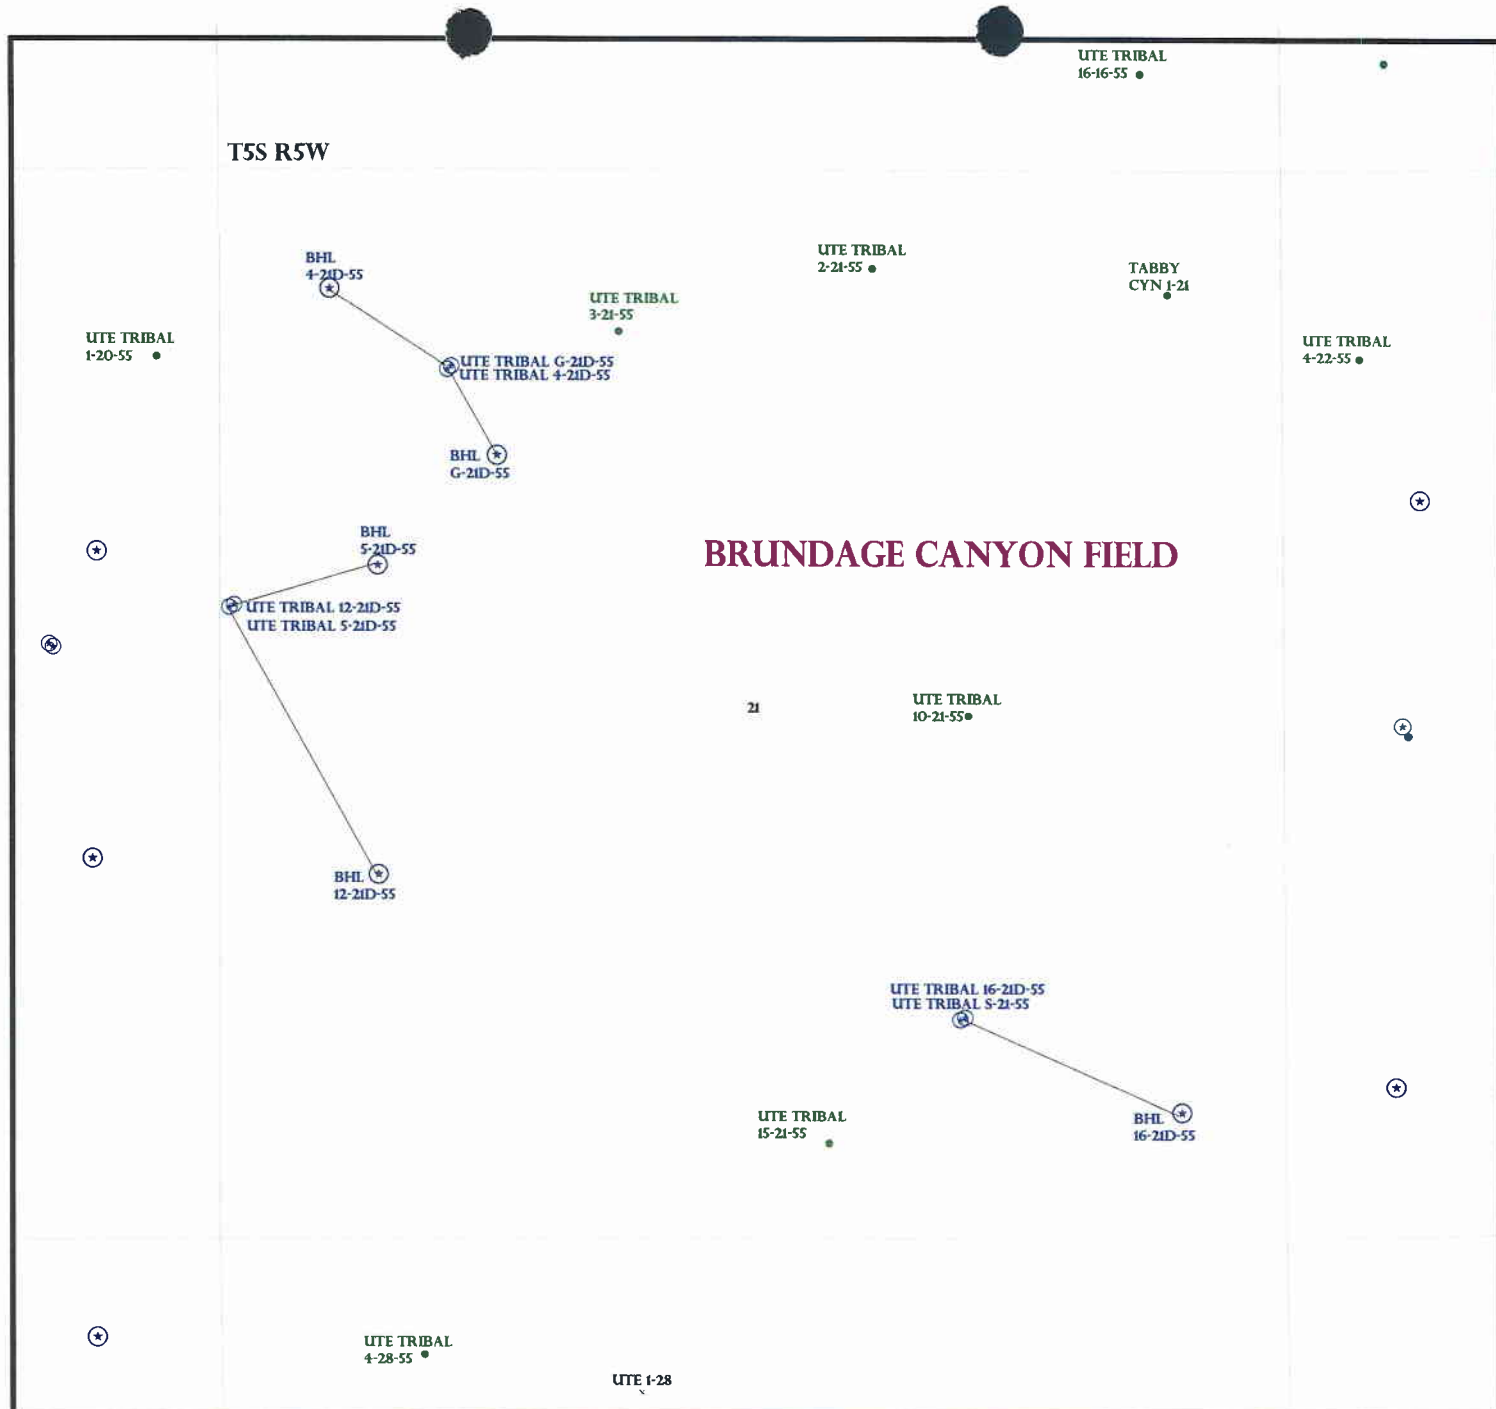 UTE TRIBAL
16-16-55
T5S R5W
BHL
4-21D-55
UTE TRIBAL
2-21-55
TABBY
CYN 1-21
UTE TRIBAL
3-21-55
UTE TRIBAL
1-20-55
UTE TRIBAL
4-22-55
UTE TRIBAL G-21D-55
UTE TRIBAL 4-21D-55
BHL
G-21D-55
BHL
5-21D-55
BRUNDAGE CANYON FIELD
UTE TRIBAL 12-21D-55
UTE TRIBAL 5-21D-55
21
UTE TRIBAL
10-21-55
BHL
12-21D-55
UTE TRIBAL 16-21D-55
UTE TRIBAL S-21-55
UTE TRIBAL
15-21-55
BHL
16-21D-55
UTE TRIBAL
4-28-55
UTE 1-28